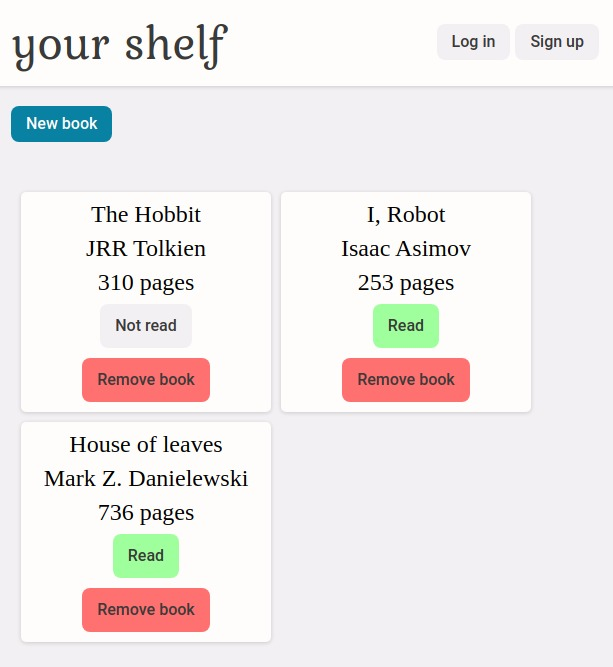 your shelf
Log in
Sign up
New book
The Hobbit
JRR Tolkien
310 pages
Not read
Remove book
I, Robot
Isaac Asimov
253 pages
Read
Remove book
House of leaves
Mark Z. Danielewski
736 pages
Read
Remove book